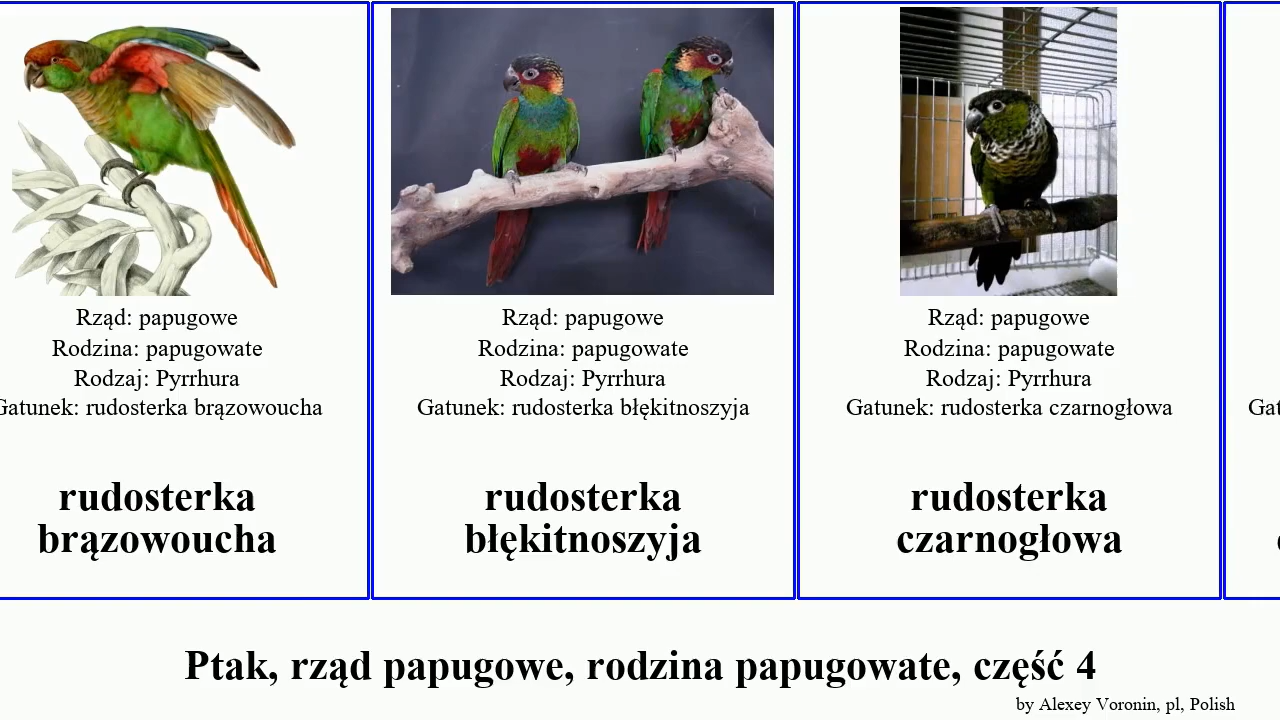 Rząd: papugowe
Rodzina: papugowate
Rodzaj: Pyrrhura
Gatunek: rudosterka brązowoucha
rudosterka
brązowoucha
Rząd: papugowe
Rodzina: papugowate
Rodzaj: Pyrrhura
Gatunek: rudosterka błękitnoszyja
rudosterka
błękitnoszyja
Rząd: papugowe
Rodzina: papugowate
Rodzaj: Pyrrhura
Gatunek: rudosterka czarnogłowa
rudosterka
czarnogłowa
Ptak, rząd papugowe, rodzina papugowate, część 4
by Alexey Voronin, pl, Polish